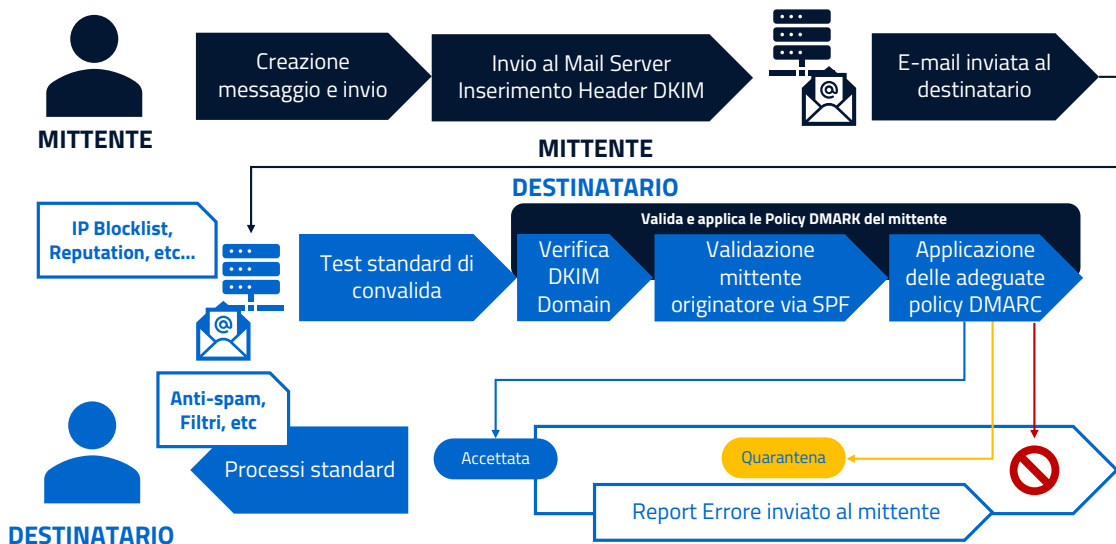 Creazione
messaggio e invio
Invio al Mail Server
Inserimento Header DKIM
E-mail inviata al
destinatario
MITTENTE
MITTENTE
DESTINATARIO
IP Blocklist,
Reputation, etc...
Valida e applica le Policy DMARK del mittente
Test standard di
convalida
Verifica
DKIM
Domain
Validazione
mittente
originatore via SPF
Applicazione
delle adeguate
policy DMARC
@
@
Anti-spam,
Filtri, etc
Processi standard
Accettata
Quarantena
Report Errore inviato al mittente
DESTINATARIO